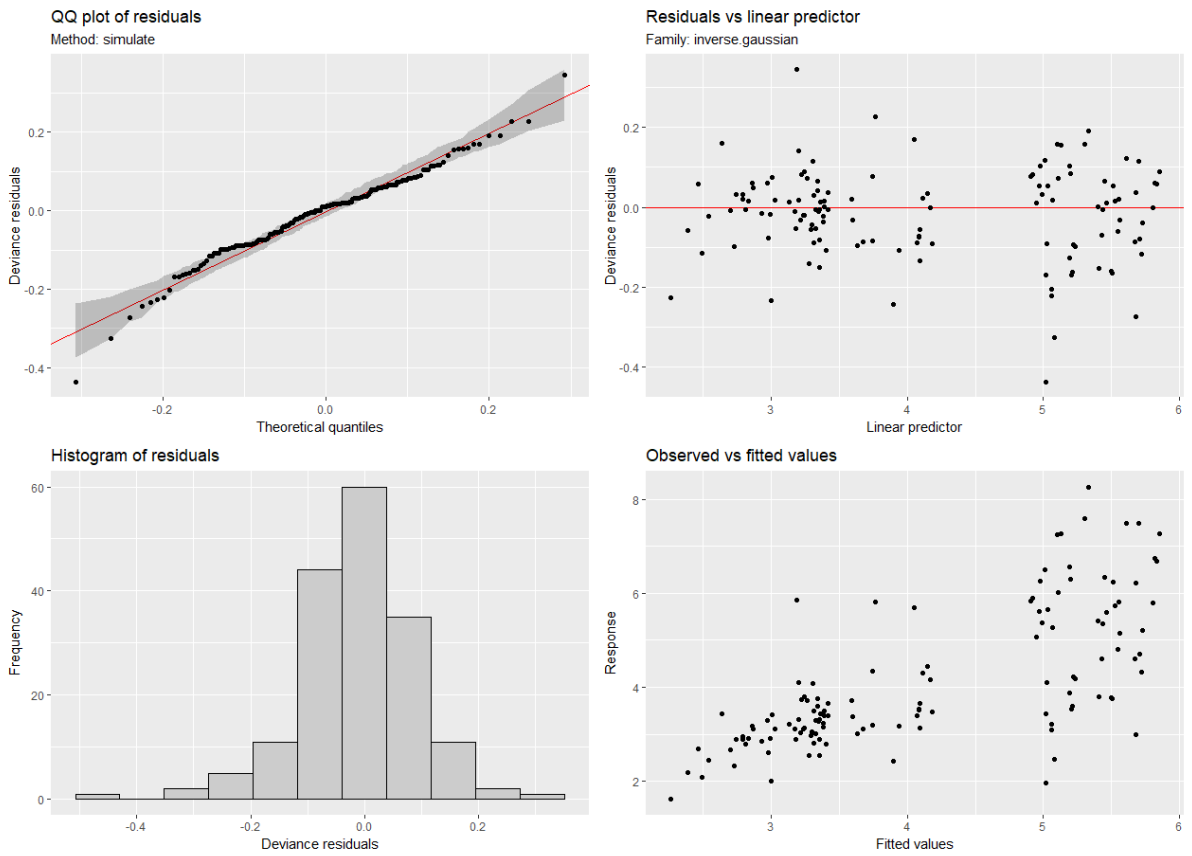 QQ plot of residuals
Method: simulate
0.2
0.0
-0.2
-0.4
Deviance residuals
-0.2
0.0
0.2
Theoretical quantiles
Residuals vs linear predictor
Family: inverse.gaussian
0.2
0.0
-0.2
-0.4
Deviance residuals
3
4
5
6
Linear predictor
Histogram of residuals
60
40
20
0
Frequency
-0.4
-0.2
0.0
0.2
Deviance residuals
Observed vs fitted values
8
6
4
2
Response
3
4
5
6
Fitted values